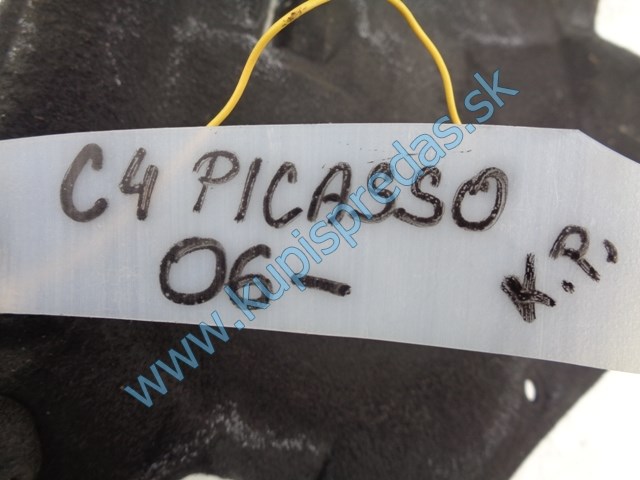 C4 PICASSO
06-
K.P.
www.kupispredas.sk